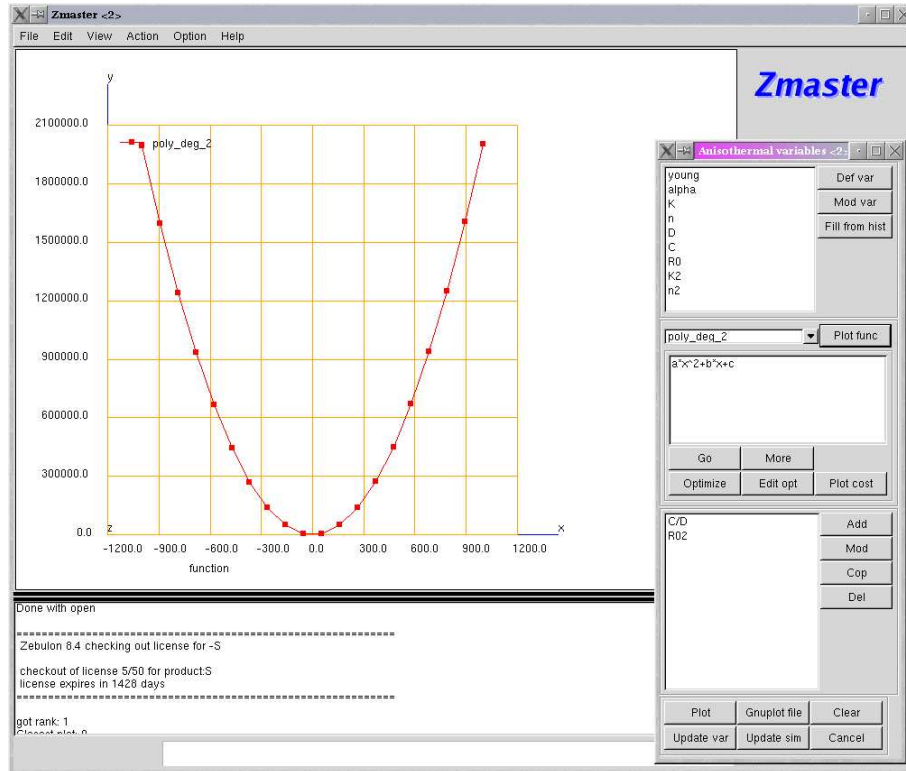 Zmaster <2>
File Edit View Action Option Help
Zmaster
y
2100000.0
poly_deg_2
1800000.0
1500000.0
1200000.0
900000.0
600000.0
300000.0
0.0
z
x
-1200.0 -900.0 -600.0 -300.0 0.0 300.0 600.0 900.0 1200.0
function
Done with open
============================================================
Zebulon 8.4 checking out license for -S
checkout of license 5/50 for product:S
license expires in 1428 days
============================================================
got rank: 1
Closest plot: 0
Anisothermal variables <2>
young
alpha
K
n
D
C
R0
K2
n2
Def var
Mod var
Fill from hist
poly_deg_2
Plot func
a*x^2+b*x+c
Go More
Optimize Edit opt Plot cost
C/D
R02
Add
Mod
Cop
Del
Plot Gnuplot file Clear
Update var Update sim Cancel